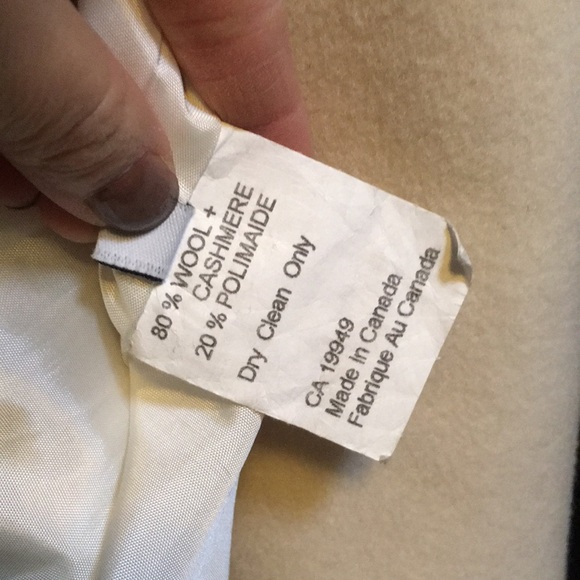 80 % WOOL +
CASHMERE
20 % POLIMAIDE
Dry Clean Only
CA 19949
Made In Canada
Fabrique Au Canada